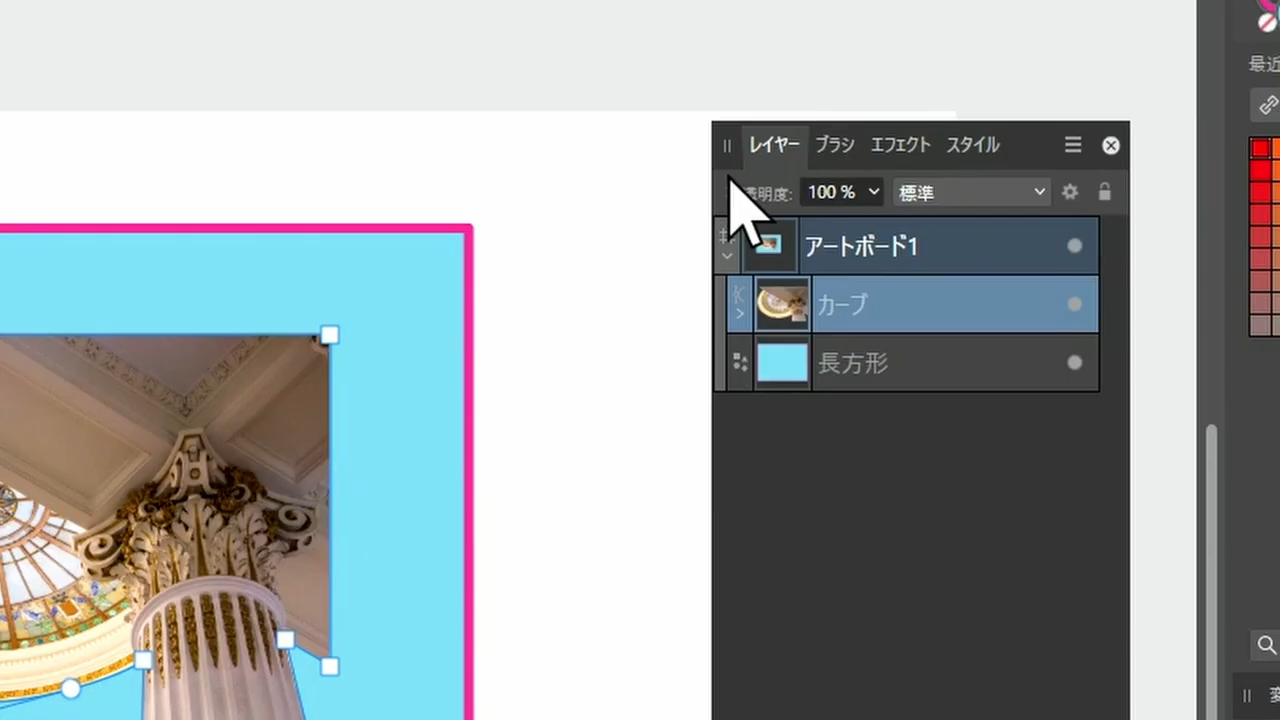 最近
レイヤー ブラシ エフェクト スタイル
透明度: 100 % 標準
アートボード1
カーブ
長方形